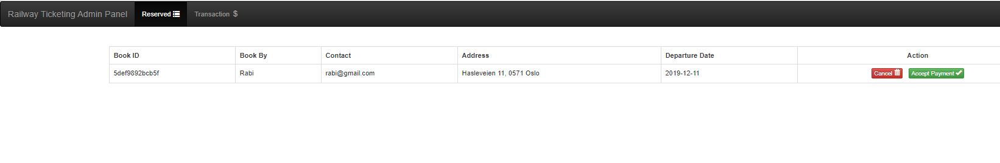 Railway Ticketing Admin Panel Reserved Transaction $
Book ID Book By Contact Address Departure Date Action
5def9892bcb5f Rabi rabi@gmail.com Hasleveien 11, 0571 Oslo 2019-12-11 Cancel Accept Payment